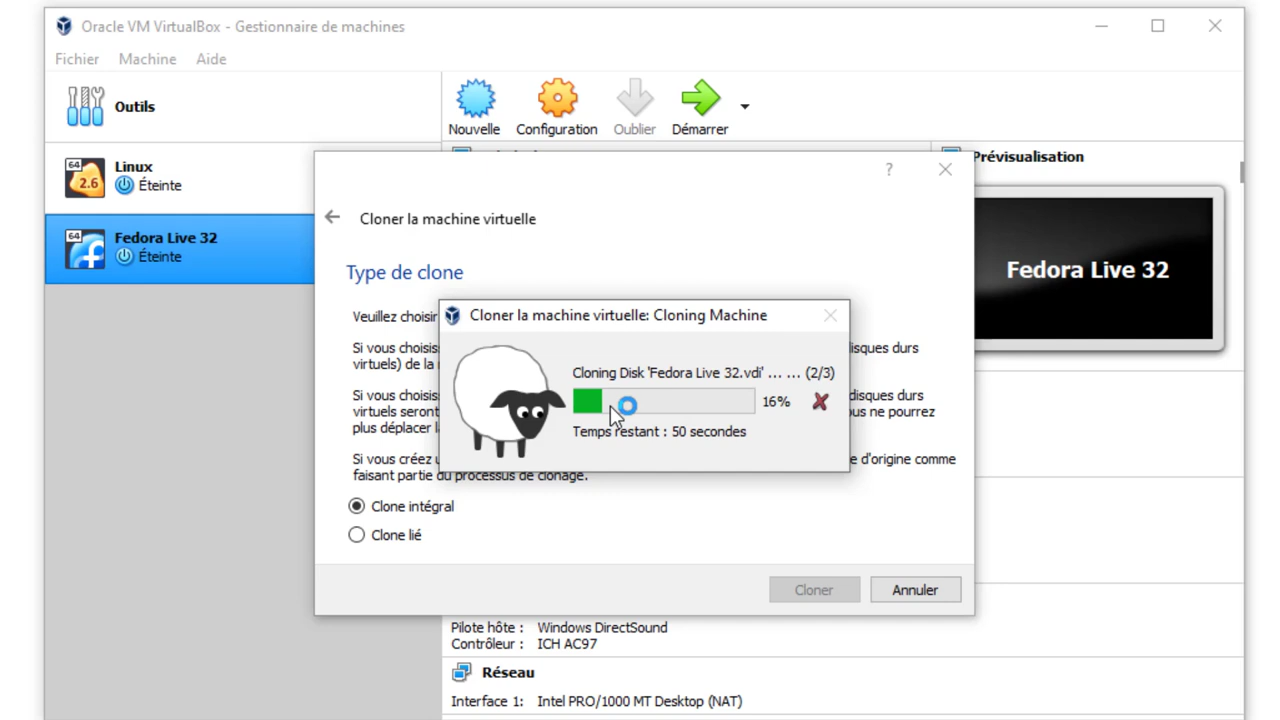 Oracle VM VirtualBox - Gestionnaire de machines
Fichier Machine Aide
Outils
Nouvelle Configuration Oublier Démarrer
Linux
Éteinte
64
2.6
Fedora Live 32
Éteinte
64
Prévisualisation
Fedora Live 32
?
Cloner la machine virtuelle
Type de clone
Veuillez choisir
Si vous choisis
isques durs
virtuels) de la
Si vous choisis
disques durs
virtuels seront
us ne pourrez
plus déplacer
Si vous créez
e d'origine comme
faisant partie du processus de clonage.
Cloner la machine virtuelle: Cloning Machine
Cloning Disk 'Fedora Live 32.vdi' ... ... (2/3)
16%
Temps restant : 50 secondes
Clone intégral
Clone lié
Cloner Annuler
Pilote hôte : Windows DirectSound
Contrôleur : ICH AC97
Réseau
Interface 1: Intel PRO/1000 MT Desktop (NAT)